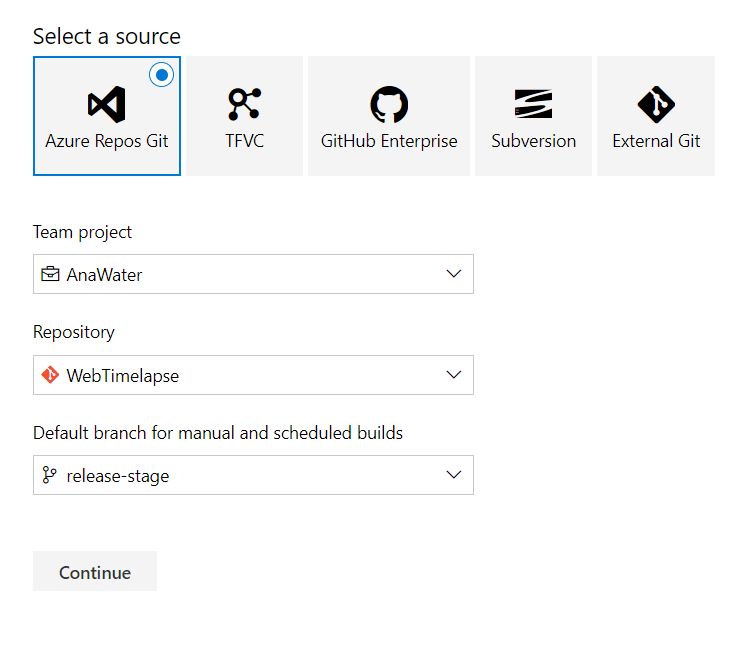 Select a source
Azure Repos Git
TFVC
GitHub Enterprise
Subversion
External Git
Team project
AnaWater
Repository
WebTimelapse
Default branch for manual and scheduled builds
release-stage
Continue